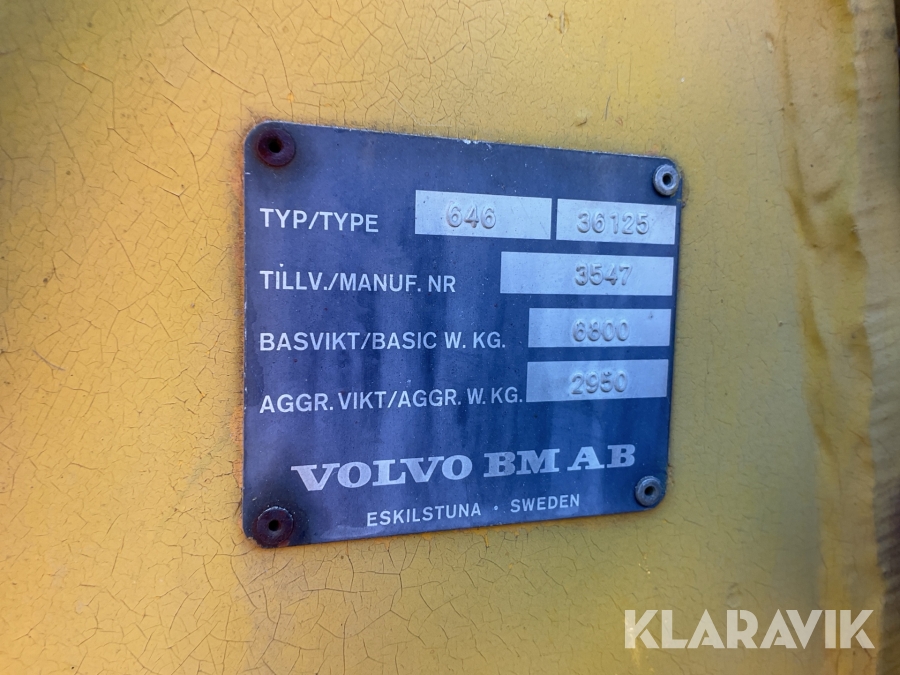 TYP/TYPE 646 36125
TILLV./MANUF. NR 3547
BASVIKT/BASIC W. KG. 6800
AGGR. VIKT/AGGR. W. KG. 2950
VOLVO BM AB
ESKILSTUNA · SWEDEN
KLARAVIK